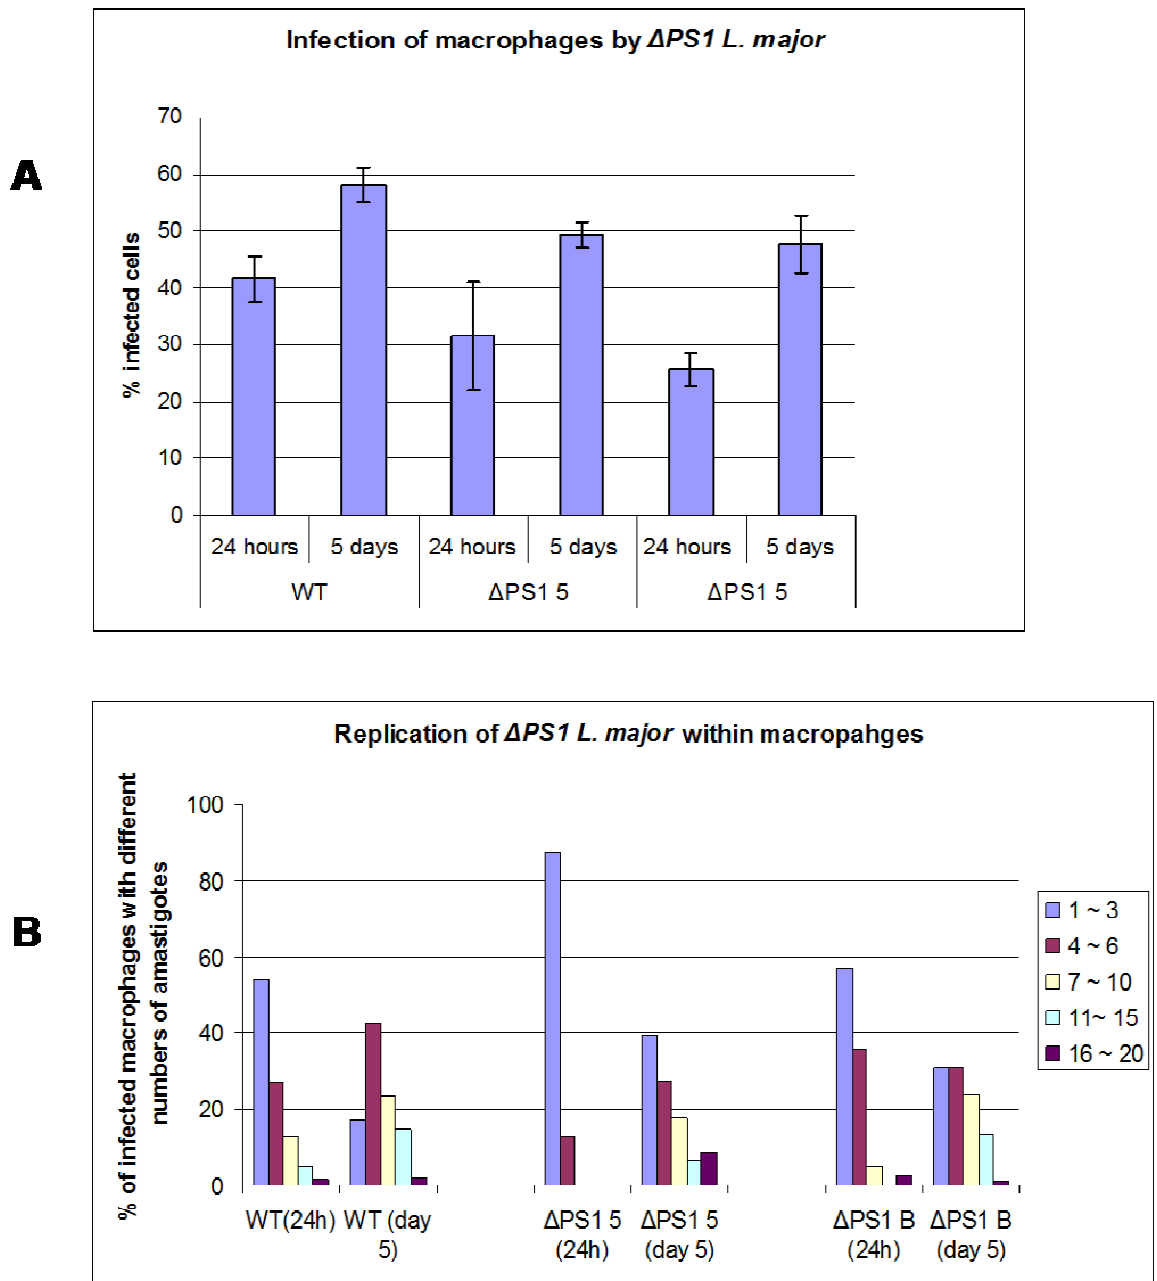 A
Infection of macrophages by ΔPS1 L. major
% infected cells
70
60
50
40
30
20
10
0
24 hours 5 days 24 hours 5 days 24 hours 5 days
WT ΔPS1 5 ΔPS1 5
B
Replication of ΔPS1 L. major within macropahges
% of infected macrophages with different
numbers of amastigotes
100
80
60
40
20
0
WT(24h) WT (day ΔPS1 5 ΔPS1 5 ΔPS1 B ΔPS1 B
5) (24h) (day 5) (24h) (day 5)
1 ~ 3
4 ~ 6
7 ~ 10
11~ 15
16 ~ 20